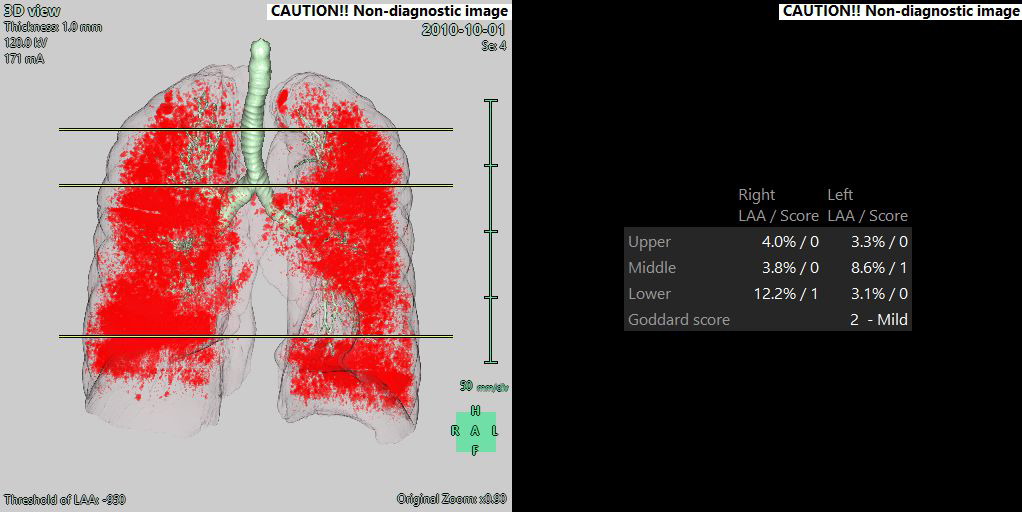 3D view
Thickness: 1.0 mm
120.0 kV
171 mA
CAUTION!! Non-diagnostic image
2010-10-01
Se: 4
50 mm/div
H
R A L
F
Threshold of LAA: -950
Original Zoom: x0.90
CAUTION!! Non-diagnostic image
Right Left
LAA / Score LAA / Score
Upper 4.0% / 0 3.3% / 0
Middle 3.8% / 0 8.6% / 1
Lower 12.2% / 1 3.1% / 0
Goddard score 2 - Mild